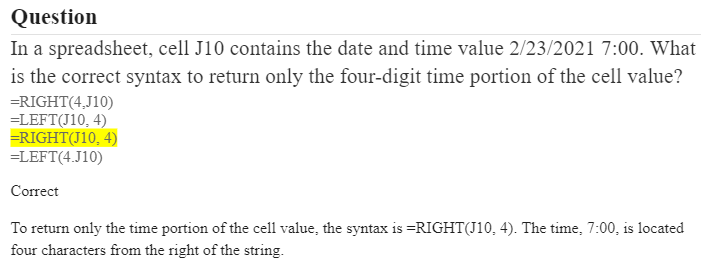 Question
In a spreadsheet, cell J10 contains the date and time value 2/23/2021 7:00. What
is the correct syntax to return only the four-digit time portion of the cell value?
=RIGHT(4,J10)
=LEFT(J10, 4)
=RIGHT(J10, 4)
=LEFT(4.J10)
Correct
To return only the time portion of the cell value, the syntax is =RIGHT(J10, 4). The time, 7:00, is located
four characters from the right of the string.